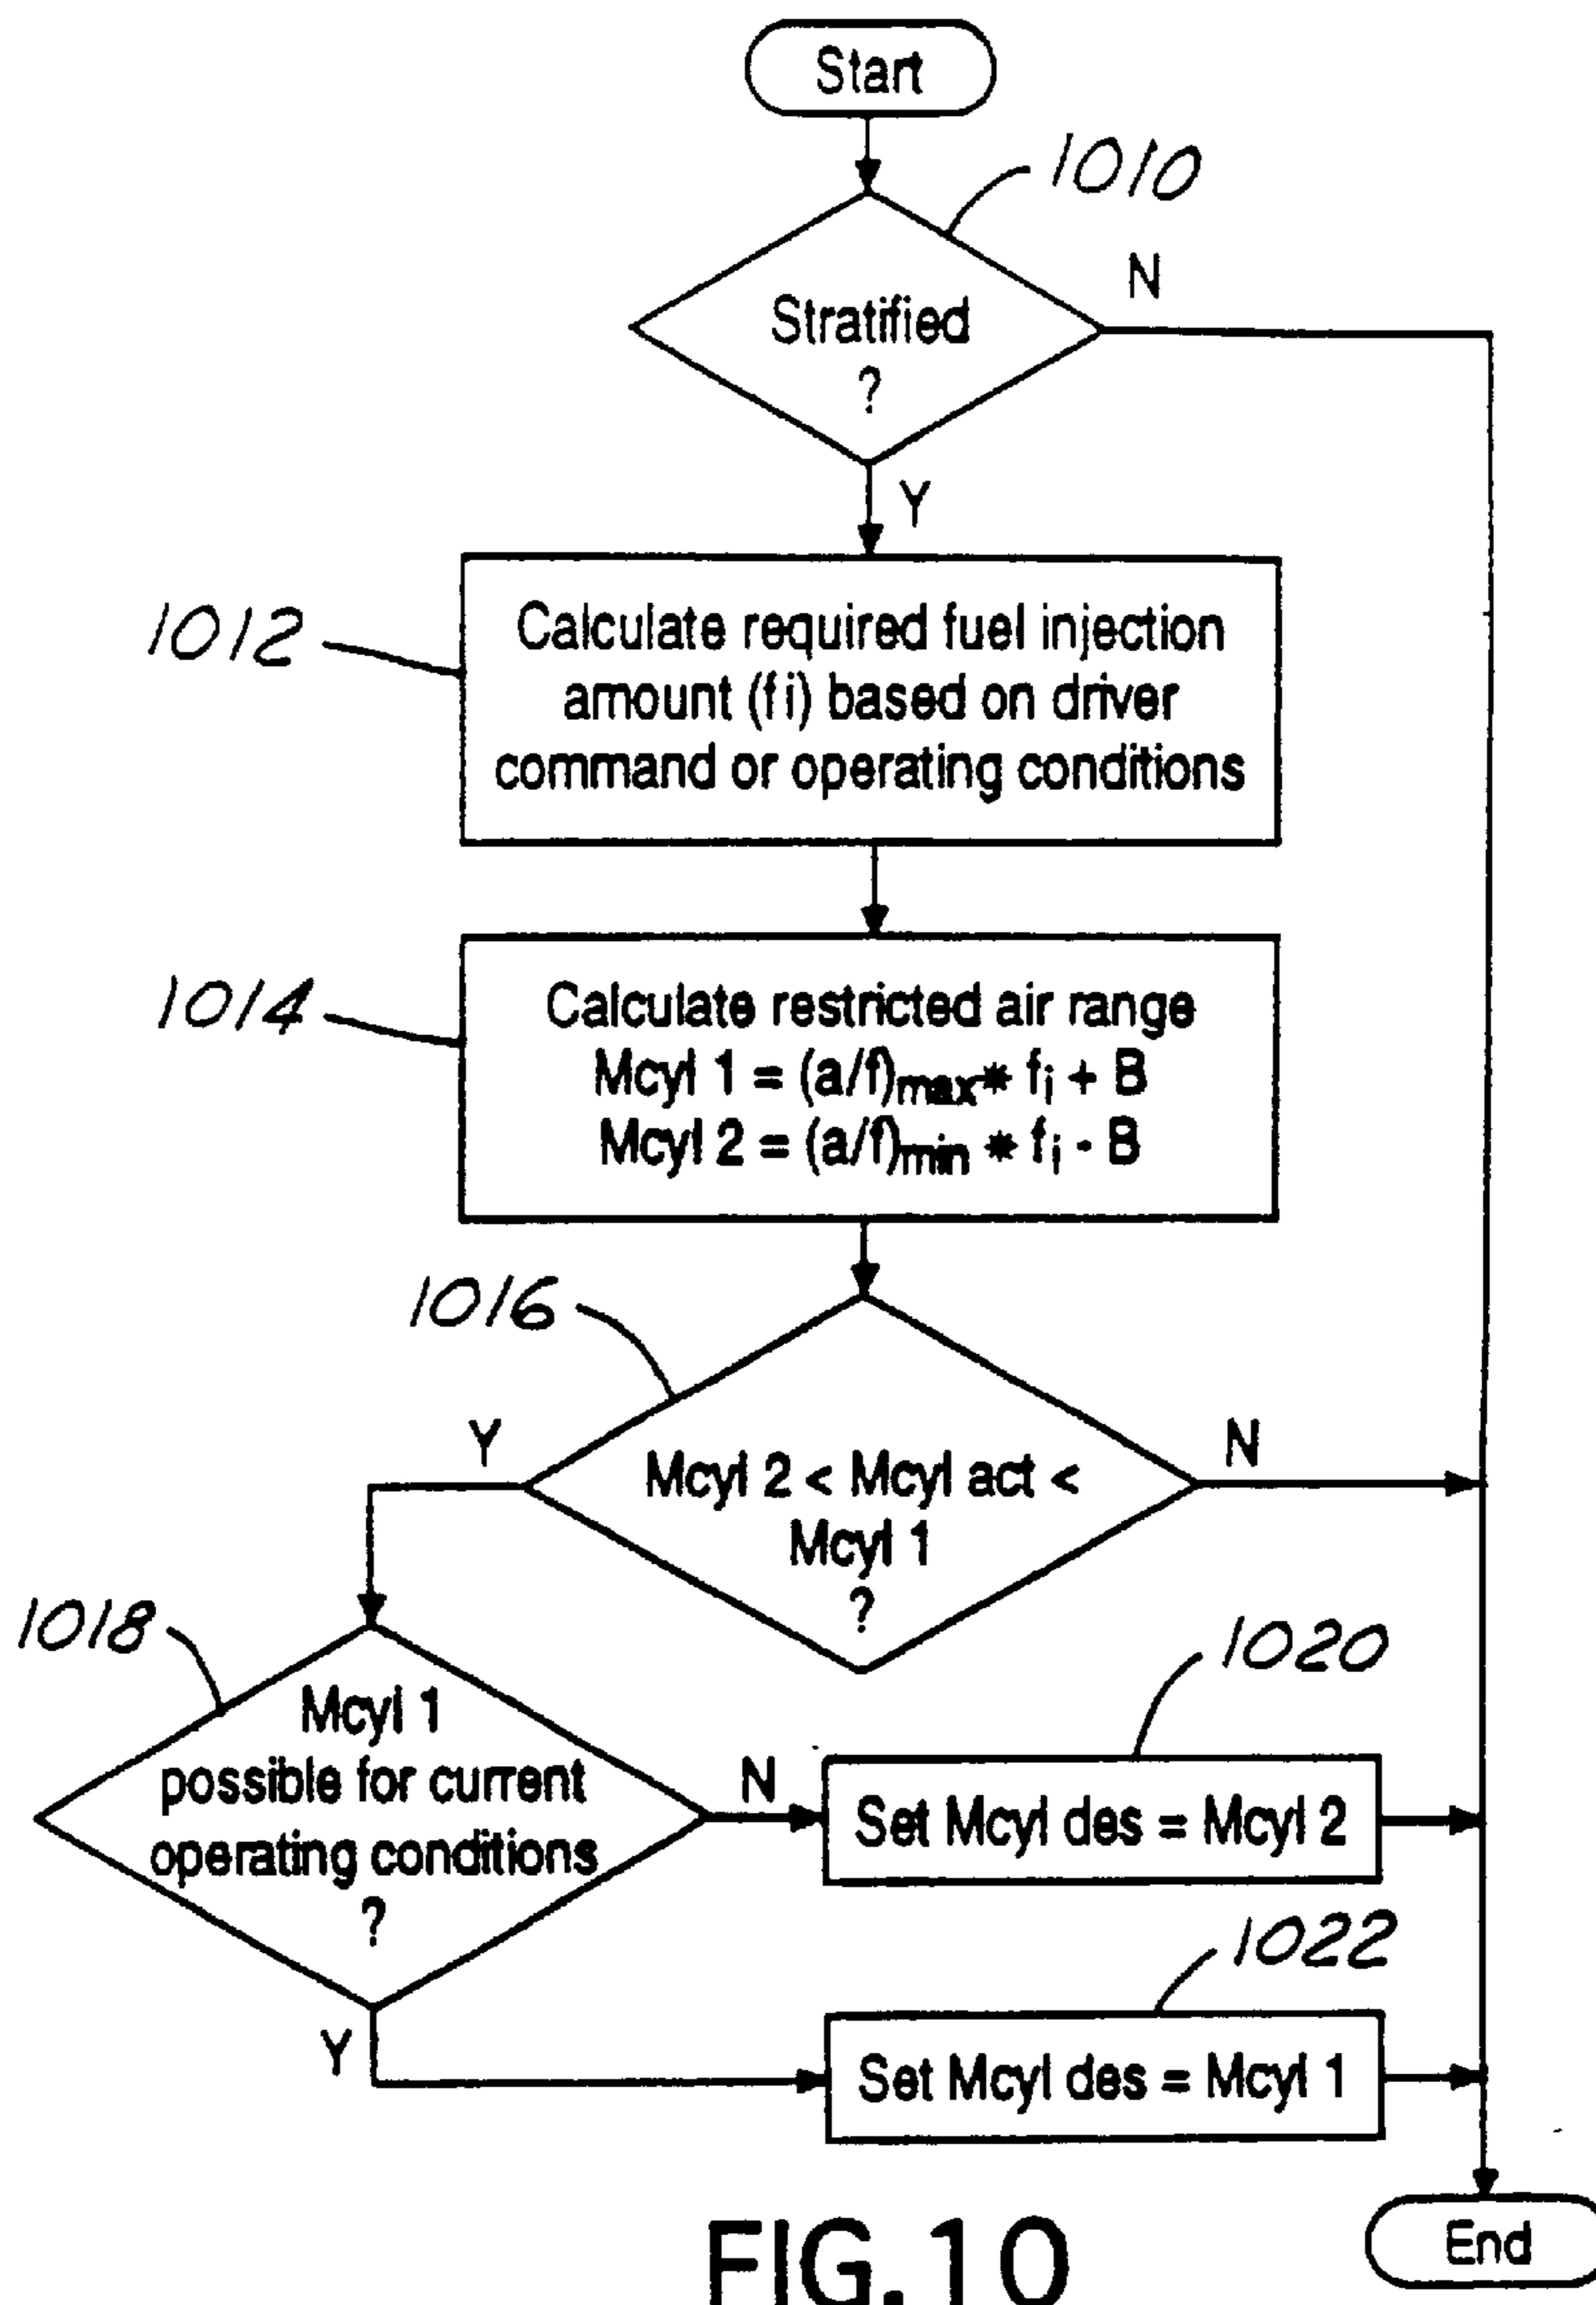 Start
1010
N
Stratified
?
Y
1012
Calculate required fuel injection
amount (f i) based on driver
command or operating conditions
1014
Calculate restricted air range
Mcyl 1 = (a/f)max* fi + B
Mcyl 2 = (a/f)min * fi - B
1016
Y
N
Mcyl 2 < Mcyl act <
Mcyl 1
?
1018
Mcyl 1
possible for current
operating conditions
?
N
1020
Set Mcyl des = Mcyl 2
Y
1022
Set Mcyl des = Mcyl 1
End
FIG.10